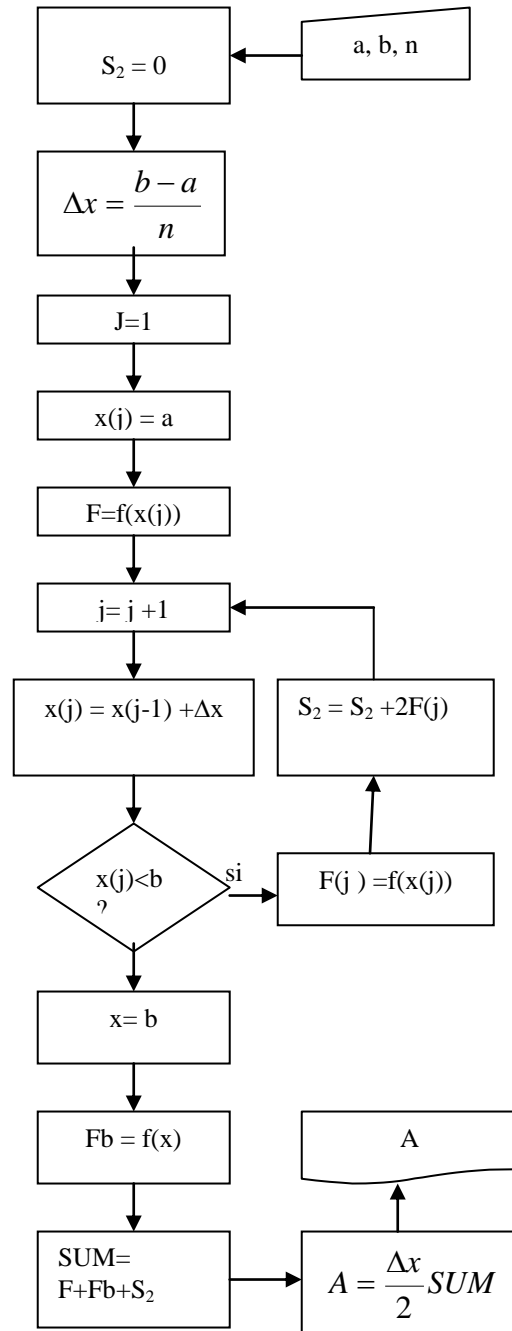 S₂ = 0
a, b, n
Δx = (b − a) / n
J=1
x(j) = a
F=f(x(j))
j= j +1
x(j) = x(j-1) +Δx
S₂ = S₂ +2F(j)
x(j)<b
?
si
F(j ) =f(x(j))
x= b
Fb = f(x)
A
SUM=
F+Fb+S₂
A = Δx/2 SUM